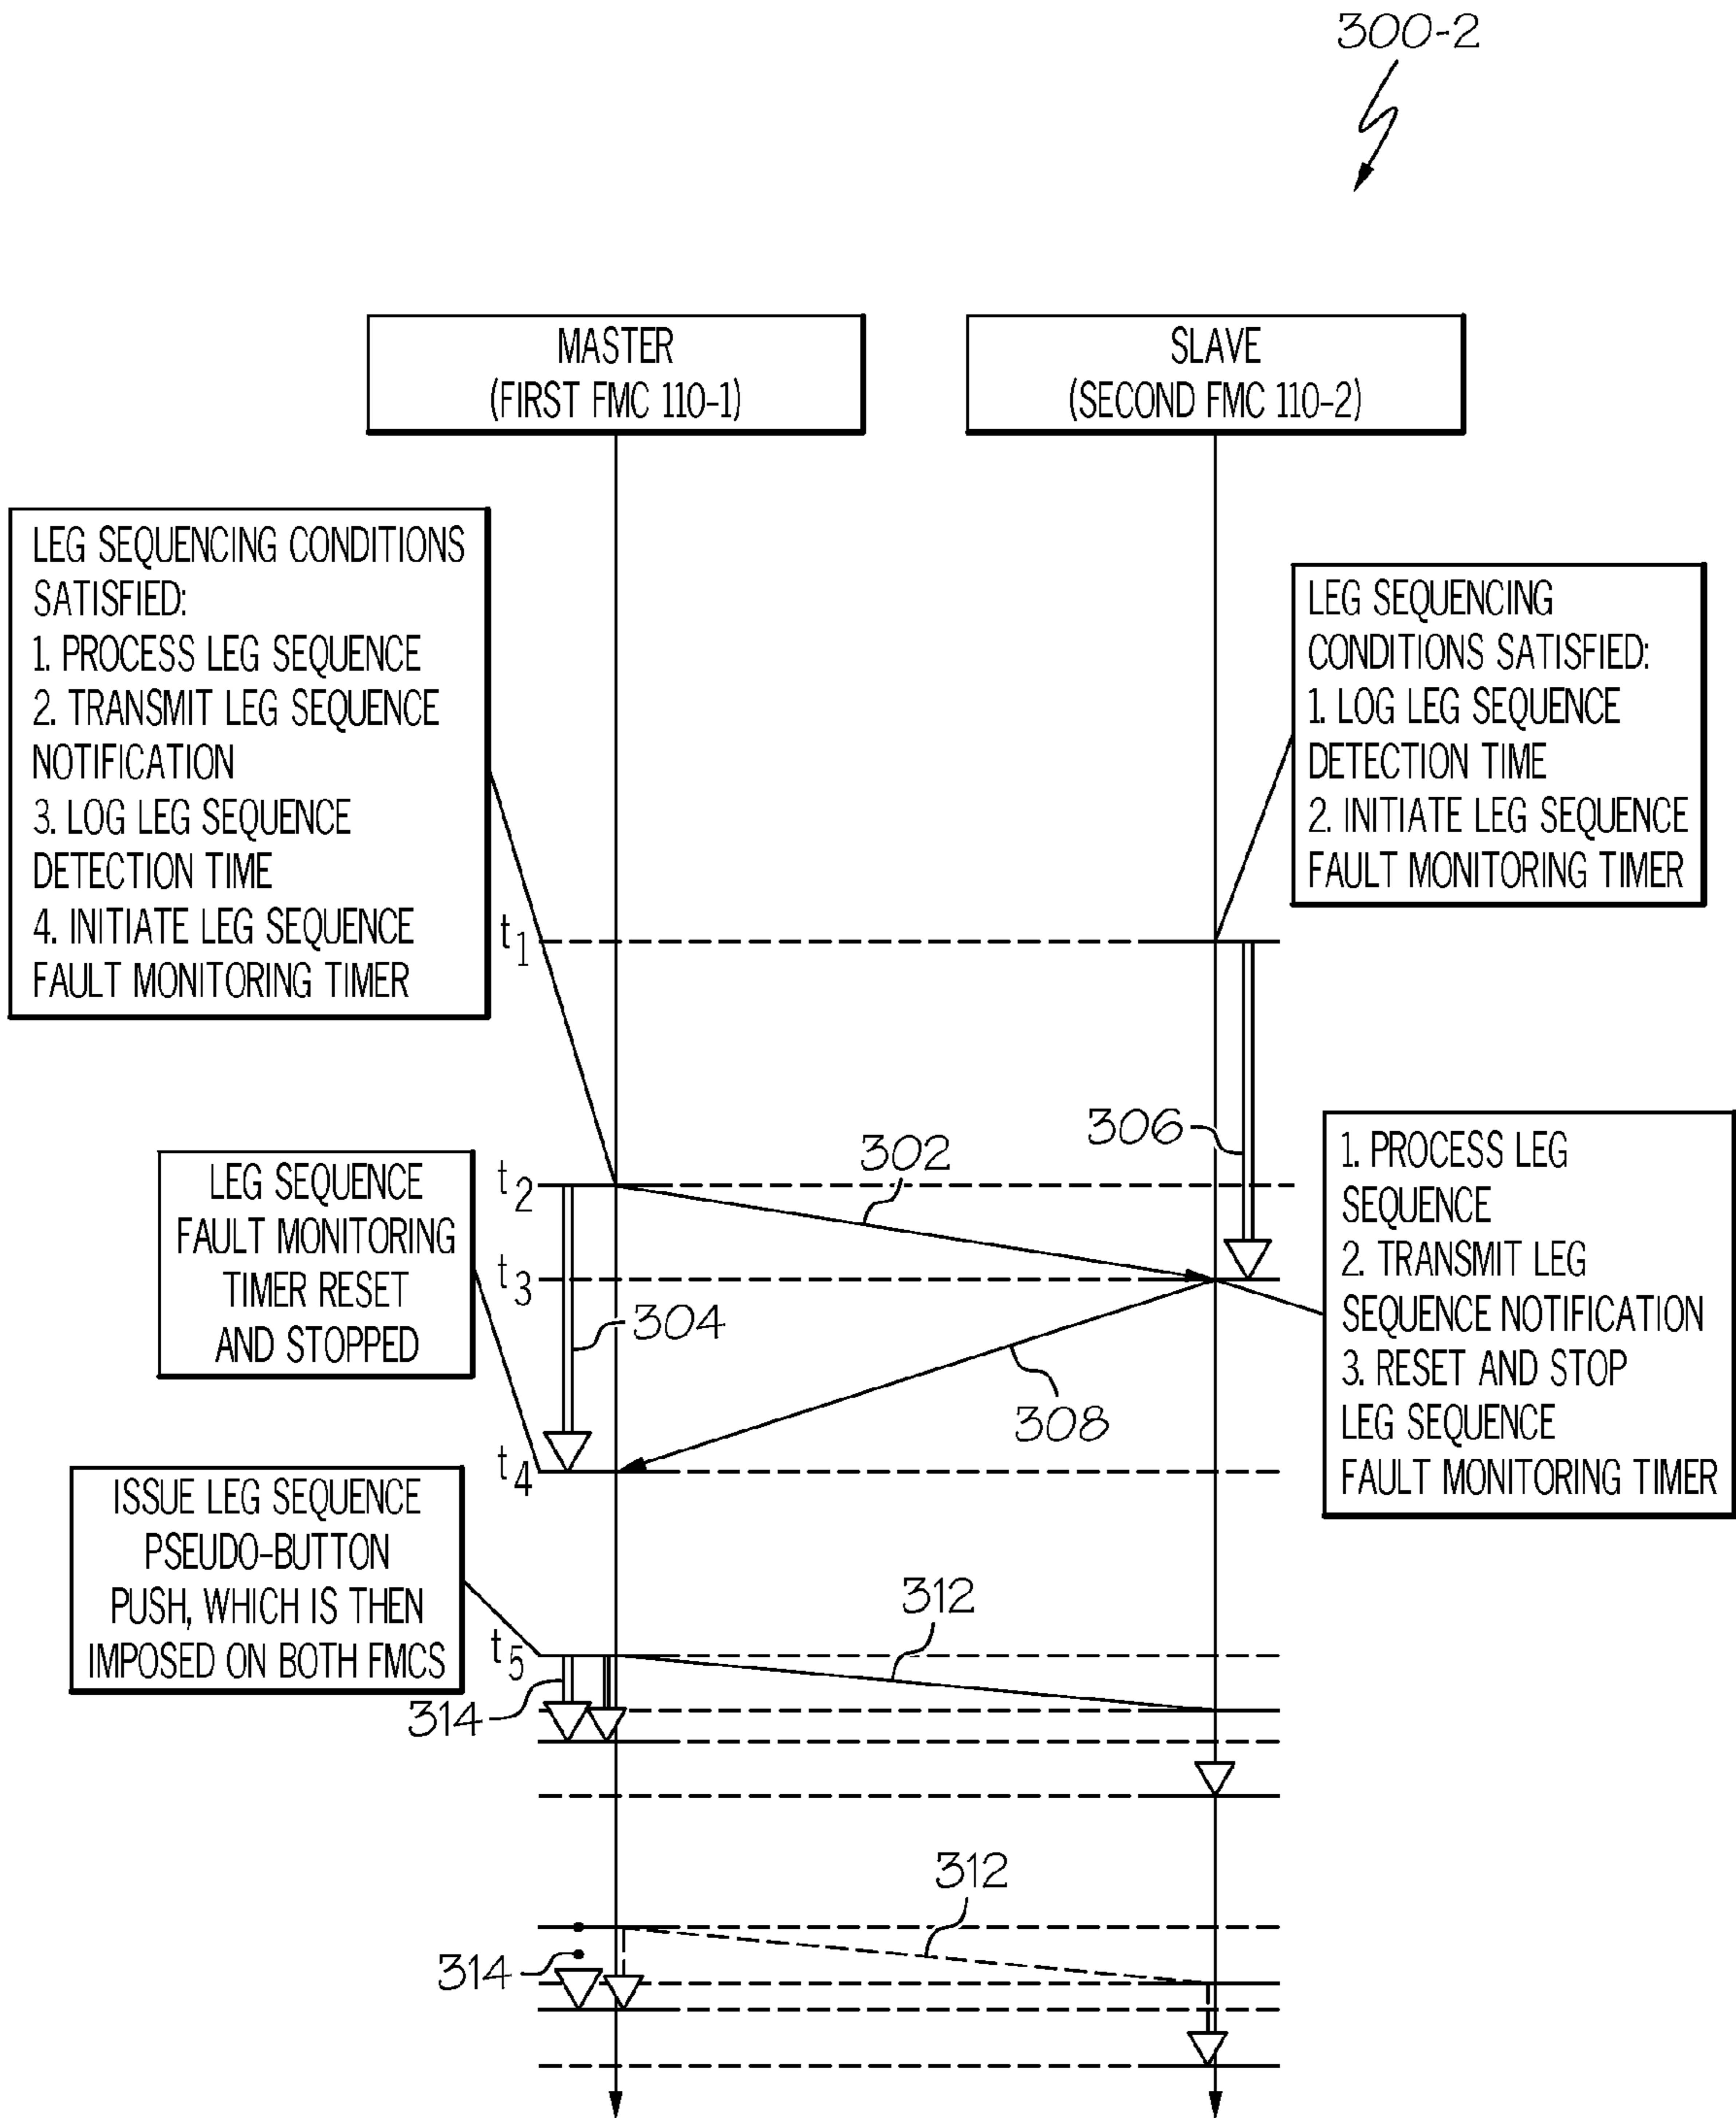 300-2
MASTER
(FIRST FMC 110-1)
SLAVE
(SECOND FMC 110-2)
LEG SEQUENCING CONDITIONS
SATISFIED:
1. PROCESS LEG SEQUENCE
2. TRANSMIT LEG SEQUENCE
NOTIFICATION
3. LOG LEG SEQUENCE
DETECTION TIME
4. INITIATE LEG SEQUENCE
FAULT MONITORING TIMER
LEG SEQUENCING
CONDITIONS SATISFIED:
1. LOG LEG SEQUENCE
DETECTION TIME
2. INITIATE LEG SEQUENCE
FAULT MONITORING TIMER
t1
306
302
t2
LEG SEQUENCE
FAULT MONITORING
TIMER RESET
AND STOPPED
1. PROCESS LEG
SEQUENCE
2. TRANSMIT LEG
SEQUENCE NOTIFICATION
3. RESET AND STOP
LEG SEQUENCE
FAULT MONITORING TIMER
t3
304
308
t4
ISSUE LEG SEQUENCE
PSEUDO-BUTTON
PUSH, WHICH IS THEN
IMPOSED ON BOTH FMCS
312
t5
314
312
314